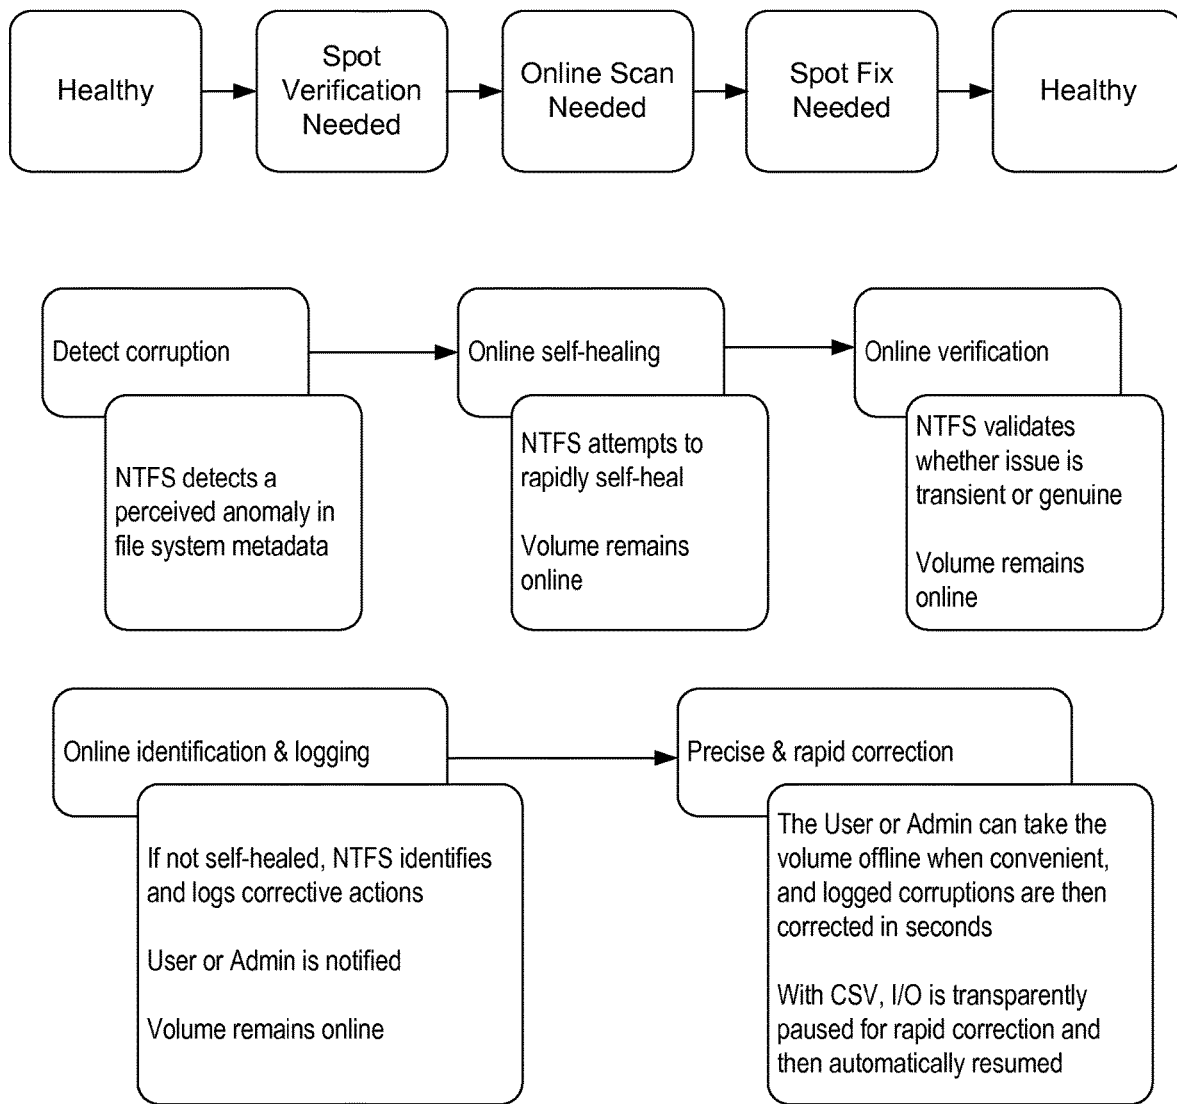 Healthy
Spot
Verification
Needed
Online Scan
Needed
Spot Fix
Needed
Healthy
Detect corruption
NTFS detects a
perceived anomaly in
file system metadata
Online self-healing
NTFS attempts to
rapidly self-heal
Volume remains
online
Online verification
NTFS validates
whether issue is
transient or genuine
Volume remains
online
Online identification & logging
If not self-healed, NTFS identifies
and logs corrective actions
User or Admin is notified
Volume remains online
Precise & rapid correction
The User or Admin can take the
volume offline when convenient,
and logged corruptions are then
corrected in seconds
With CSV, I/O is transparently
paused for rapid correction and
then automatically resumed